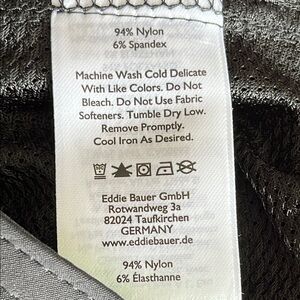 94% Nylon
6% Spandex
Machine Wash Cold Delicate
With Like Colors. Do Not
Bleach. Do Not Use Fabric
Softeners. Tumble Dry Low.
Remove Promptly.
Cool Iron As Desired.
Eddie Bauer GmbH
Rotwandweg 3a
82024 Taufkirchen
GERMANY
www.eddiebauer.de
94% Nylon
6% Élasthanne